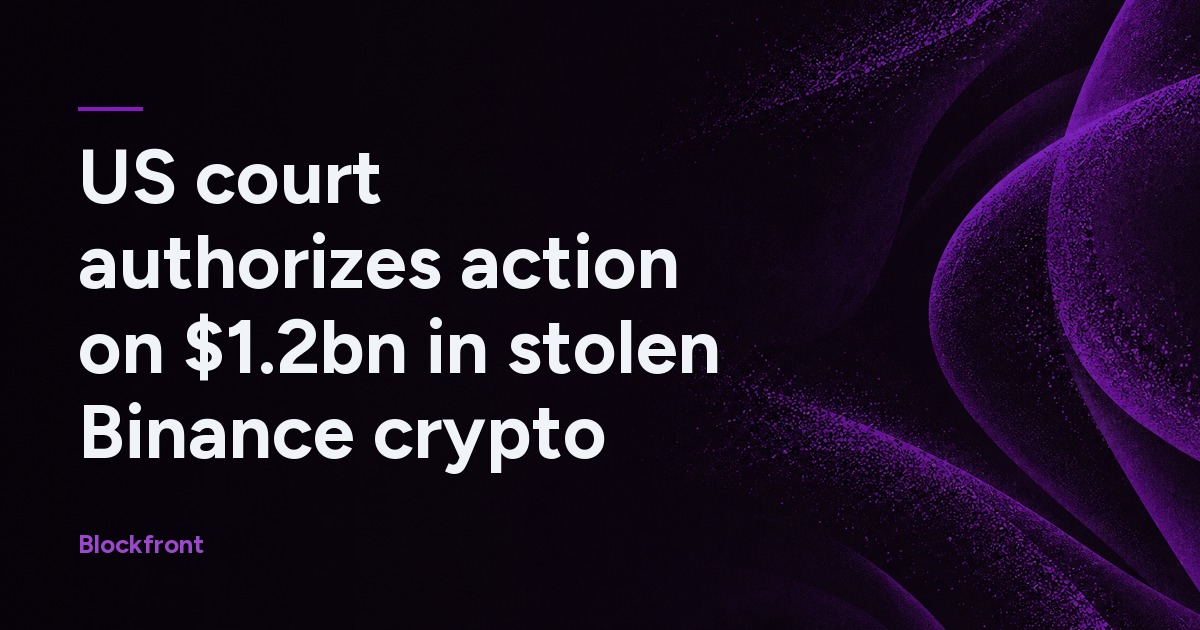 US court
authorizes action
on $1.2bn in stolen
Binance crypto
Blockfront